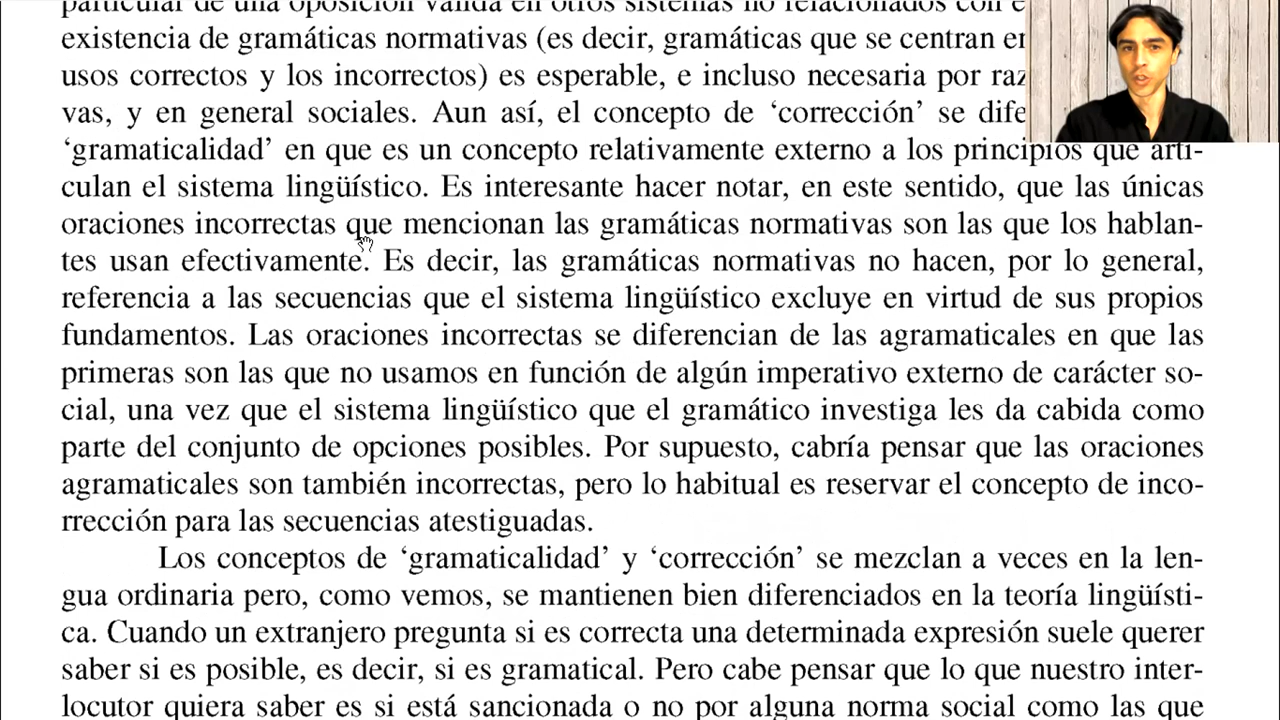 particular de una oposición válida en otros sistemas no relacionados con e
existencia de gramáticas normativas (es decir, gramáticas que se centran en
usos correctos y los incorrectos) es esperable, e incluso necesaria por raz
vas, y en general sociales. Aun así, el concepto de ‘corrección’ se dife
‘gramaticalidad’ en que es un concepto relativamente externo a los principios que arti-
culan el sistema lingüístico. Es interesante hacer notar, en este sentido, que las únicas
oraciones incorrectas que mencionan las gramáticas normativas son las que los hablan-
tes usan efectivamente. Es decir, las gramáticas normativas no hacen, por lo general,
referencia a las secuencias que el sistema lingüístico excluye en virtud de sus propios
fundamentos. Las oraciones incorrectas se diferencian de las agramaticales en que las
primeras son las que no usamos en función de algún imperativo externo de carácter so-
cial, una vez que el sistema lingüístico que el gramático investiga les da cabida como
parte del conjunto de opciones posibles. Por supuesto, cabría pensar que las oraciones
agramaticales son también incorrectas, pero lo habitual es reservar el concepto de inco-
rrección para las secuencias atestiguadas.
Los conceptos de ‘gramaticalidad’ y ‘corrección’ se mezclan a veces en la len-
gua ordinaria pero, como vemos, se mantienen bien diferenciados en la teoría lingüísti-
ca. Cuando un extranjero pregunta si es correcta una determinada expresión suele querer
saber si es posible, es decir, si es gramatical. Pero cabe pensar que lo que nuestro inter-
locutor quiera saber es si está sancionada o no por alguna norma social como las que